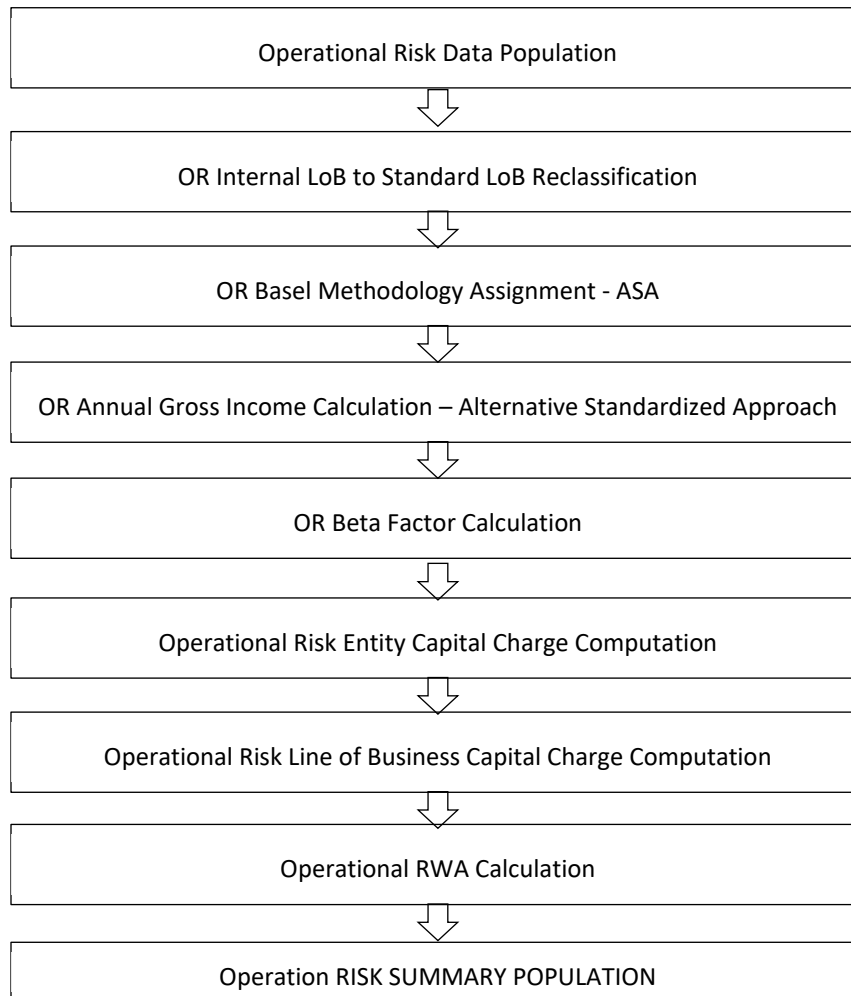 Operational Risk Data Population
OR Internal LoB to Standard LoB Reclassification
OR Basel Methodology Assignment - ASA
OR Annual Gross Income Calculation – Alternative Standardized Approach
OR Beta Factor Calculation
Operational Risk Entity Capital Charge Computation
Operational Risk Line of Business Capital Charge Computation
Operational RWA Calculation
Operation RISK SUMMARY POPULATION